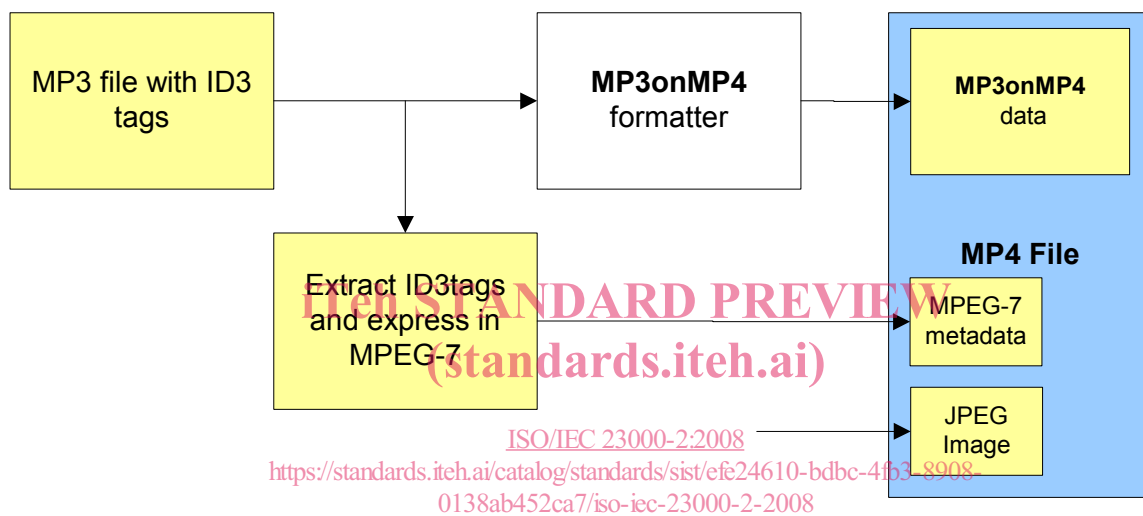 MP3 file with ID3
tags
MP3onMP4
formatter
MP3onMP4
data
MP4 File
Extract ID3tags
and express in
MPEG-7
MPEG-7
metadata
JPEG
Image
iTeh STANDARD PREVIEW
(standards.iteh.ai)
ISO/IEC 23000-2:2008
https://standards.iteh.ai/catalog/standards/sist/efe24610-bdbc-4fb3-8908-
0138ab452ca7/iso-iec-23000-2-2008